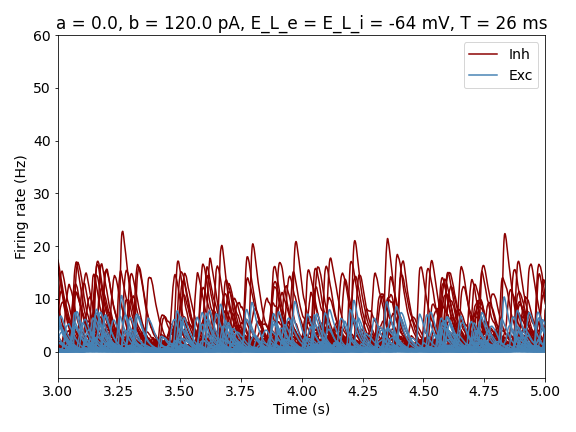 a = 0.0, b = 120.0 pA, E_L_e = E_L_i = -64 mV, T = 26 ms
Inh
Exc
Firing rate (Hz)
60
50
40
30
20
10
0
3.00 3.25 3.50 3.75 4.00 4.25 4.50 4.75 5.00
Time (s)